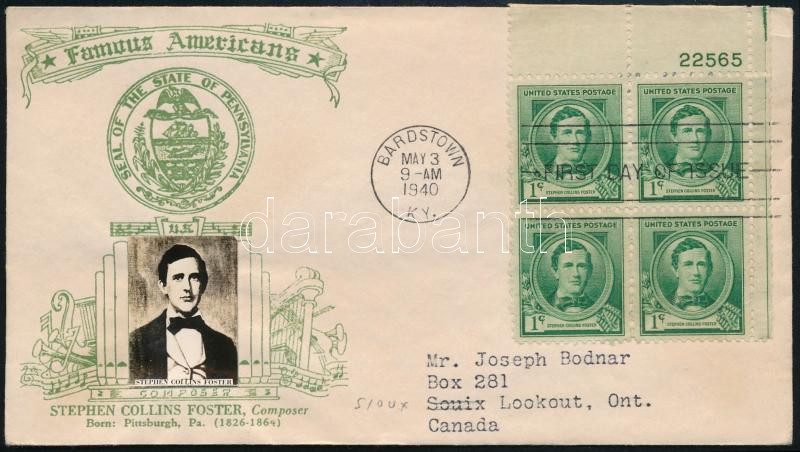 Famous Americans
SEAL OF THE STATE OF PENNSYLVANIA
U.S.
STEPHEN COLLINS FOSTER
COMPOSER
STEPHEN COLLINS FOSTER, Composer
Born: Pittsburgh, Pa. (1826-1864)
BARDSTOWN
MAY 3
9-AM
1940
KY.
22565
UNITED STATES POSTAGE
UNITED STATES POSTAGE
FIRST DAY OF ISSUE
1¢ STEPHEN COLLINS FOSTER
1¢ STEPHEN COLLINS FOSTER
UNITED STATES POSTAGE
UNITED STATES POSTAGE
1¢ STEPHEN COLLINS FOSTER
1¢ STEPHEN COLLINS FOSTER
darabanth
Mr. Joseph Bodnar
Box 281
Sioux
Souix Lookout, Ont.
Canada